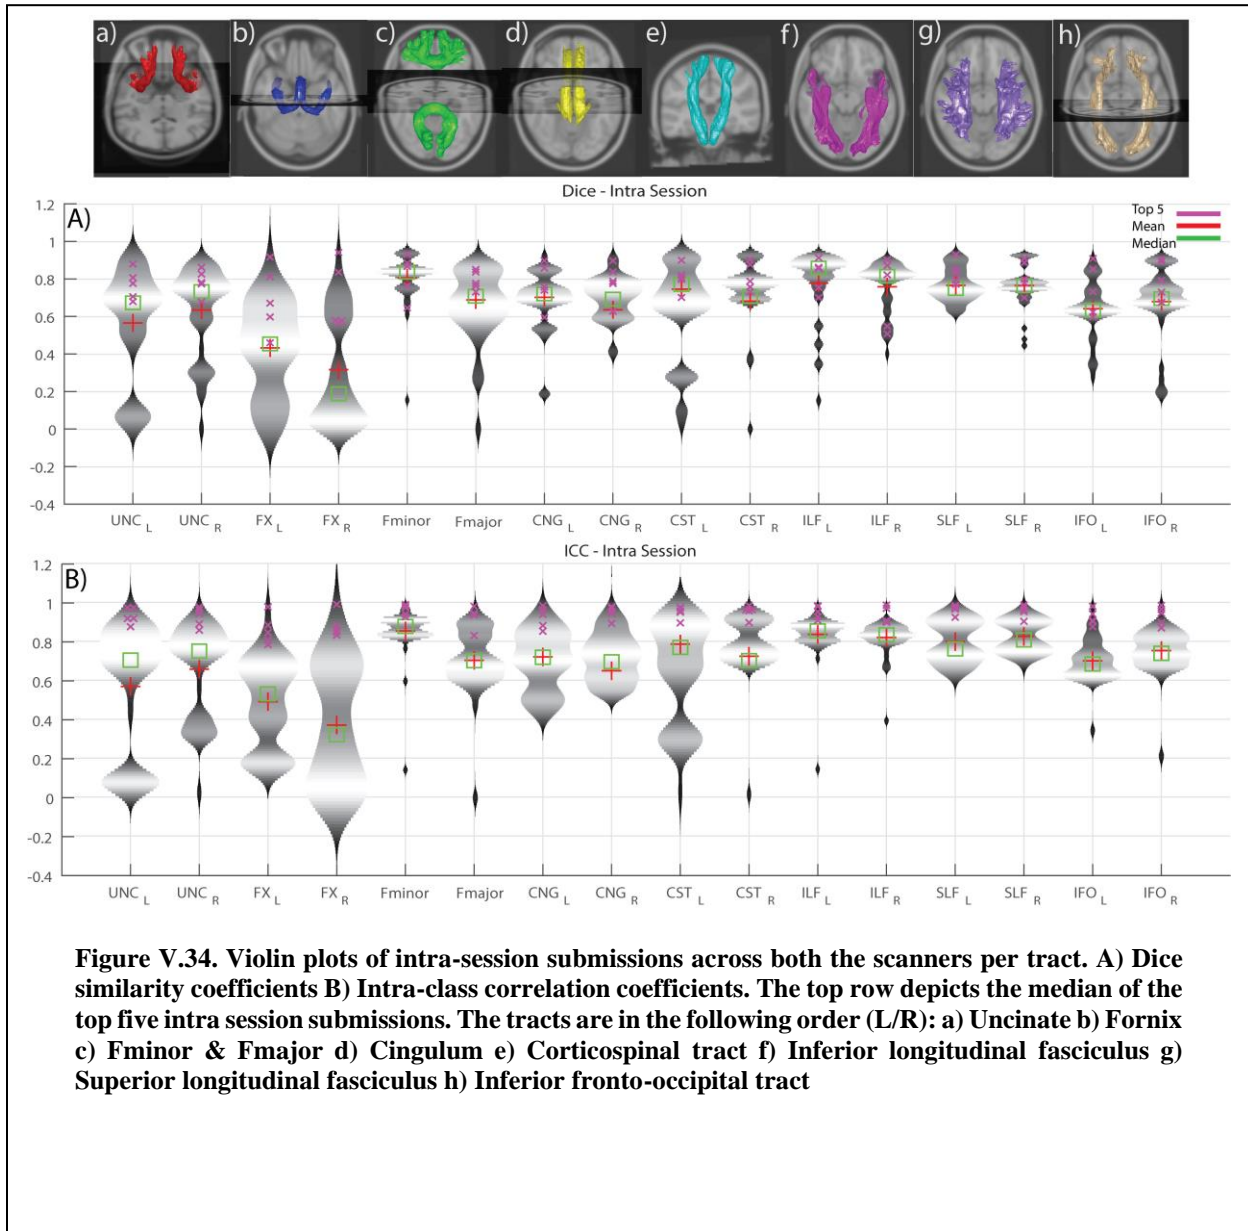 a) b) c) d) e) f) g) h)
Dice - Intra Session
A)
Top 5
Mean
Median
1.2
1
0.8
0.6
0.4
0.2
0
-0.2
-0.4
UNC L UNC R FX L FX R Fminor Fmajor CNG L CNG R CST L CST R ILF L ILF R SLF L SLF R IFO L IFO R
ICC - Intra Session
B)
1.2
1
0.8
0.6
0.4
0.2
0
-0.2
-0.4
UNC L UNC R FX L FX R Fminor Fmajor CNG L CNG R CST L CST R ILF L ILF R SLF L SLF R IFO L IFO R
Figure V.34. Violin plots of intra-session submissions across both the scanners per tract. A) Dice
similarity coefficients B) Intra-class correlation coefficients. The top row depicts the median of the
top five intra session submissions. The tracts are in the following order (L/R): a) Uncinate b) Fornix
c) Fminor & Fmajor d) Cingulum e) Corticospinal tract f) Inferior longitudinal fasciculus g)
Superior longitudinal fasciculus h) Inferior fronto-occipital tract